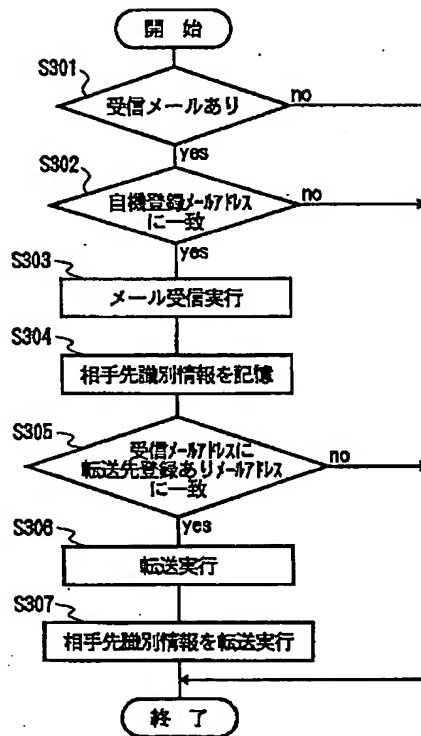 開 始
S301
受信メールあり
no
yes
S302
自機登録メールアドレス
に一致
no
yes
S303
メール受信実行
S304
相手先識別情報を記憶
S305
受信メールアドレスに
転送先登録ありメールアドレス
に一致
no
yes
S306
転送実行
S307
相手先識別情報を転送実行
終 了